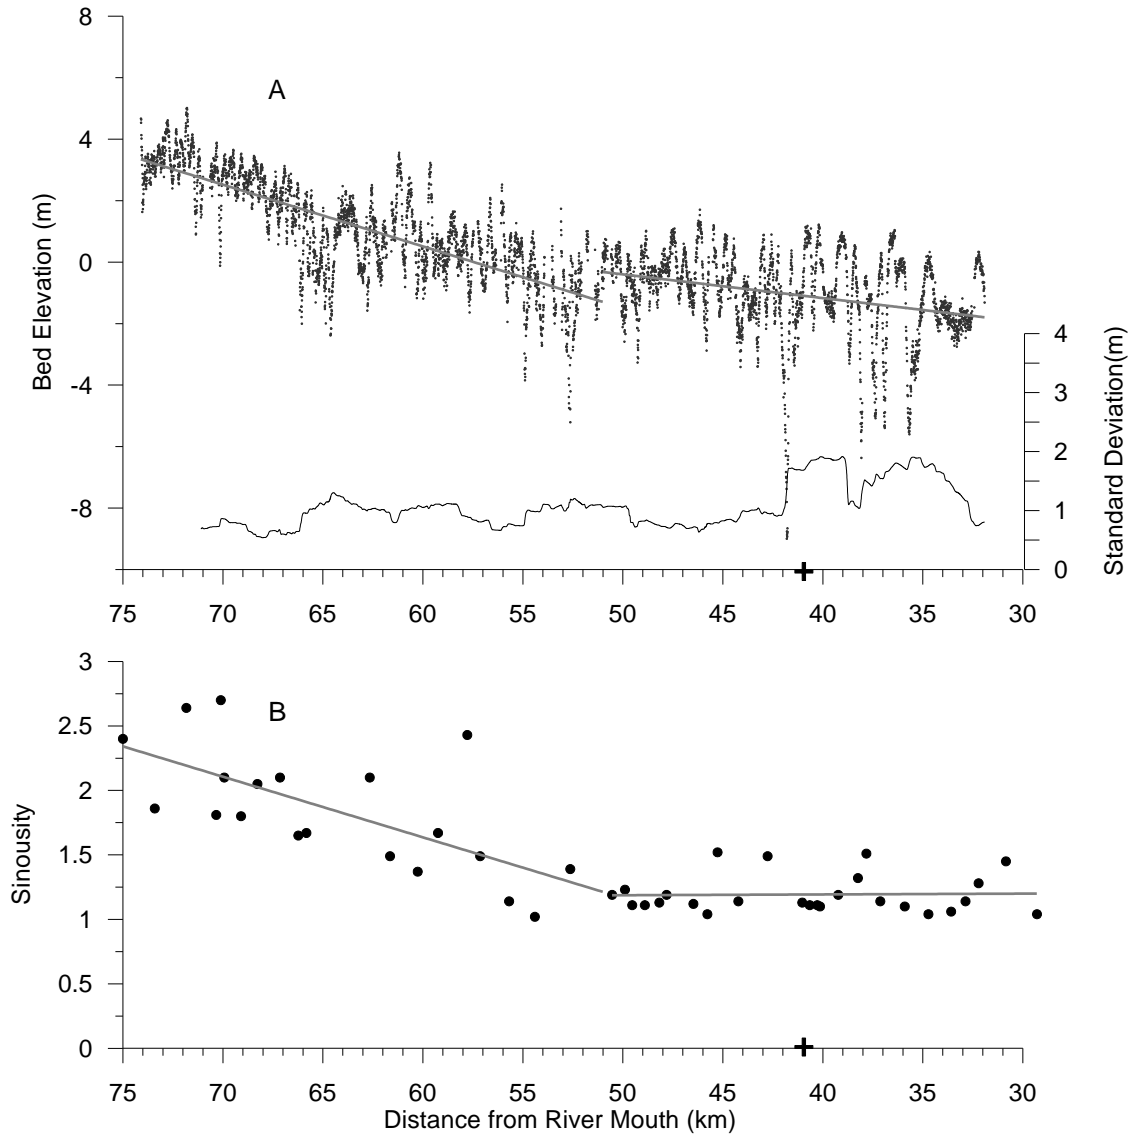 A
Bed Elevation (m)
8
4
0
-4
-8
Standard Deviation(m)
4
3
2
1
0
75 70 65 60 55 50 45 40 35 30
B
Sinousity
3
2.5
2
1.5
1
0.5
0
75 70 65 60 55 50 45 40 35 30
Distance from River Mouth (km)